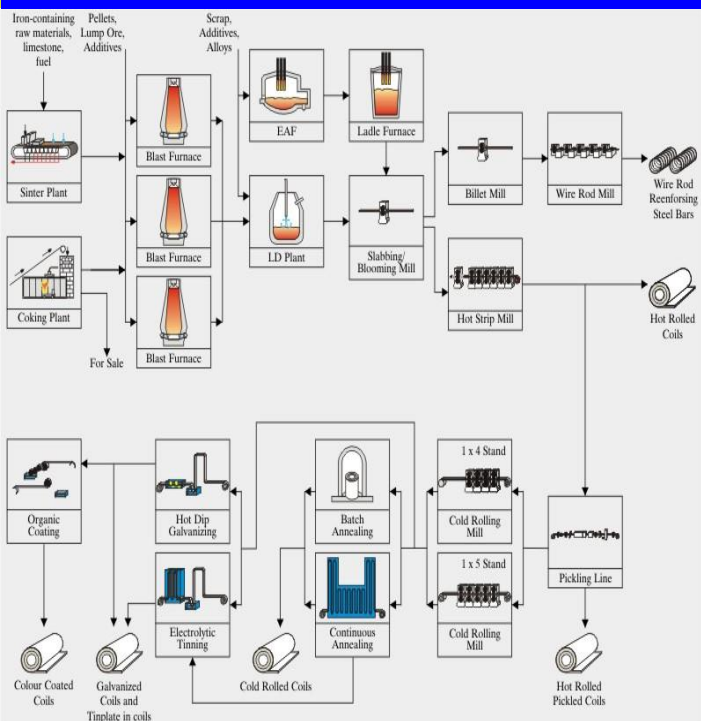 Iron-containing
raw materials,
limestone,
fuel
Pellets,
Lump Ore,
Additives
Scrap,
Additives,
Alloys
Sinter Plant
Coking Plant
For Sale
Blast Furnace
Blast Furnace
Blast Furnace
EAF
Ladle Furnace
LD Plant
Slabbing/
Blooming Mill
Billet Mill
Wire Rod Mill
Wire Rod
Reenforsing
Steel Bars
Hot Strip Mill
Hot Rolled
Coils
Organic
Coating
Hot Dip
Galvanizing
Electrolytic
Tinning
Batch
Annealing
Continuous
Annealing
1 x 4 Stand
Cold Rolling
Mill
1 x 5 Stand
Cold Rolling
Mill
Pickling Line
Colour Coated
Coils
Galvanized
Coils and
Tinplate in coils
Cold Rolled Coils
Hot Rolled
Pickled Coils